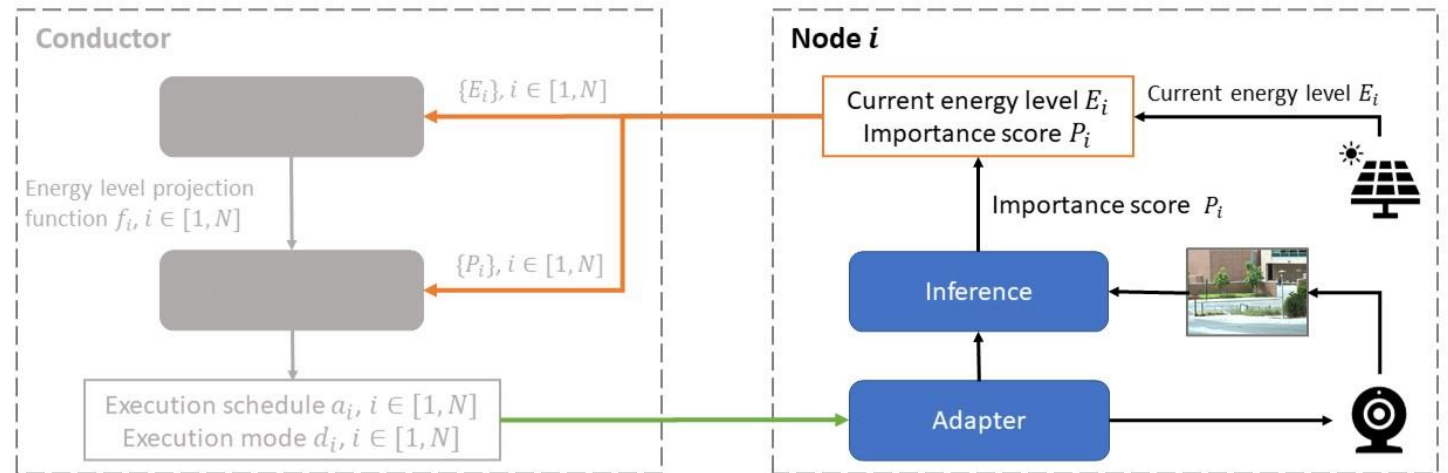 Conductor
{E_i}, i ∈ [1, N]
Energy level projection
function f_i, i ∈ [1, N]
{P_i}, i ∈ [1, N]
Execution schedule a_i, i ∈ [1, N]
Execution mode d_i, i ∈ [1, N]
Node i
Current energy level E_i
Importance score P_i
Current energy level E_i
Importance score P_i
Inference
Adapter